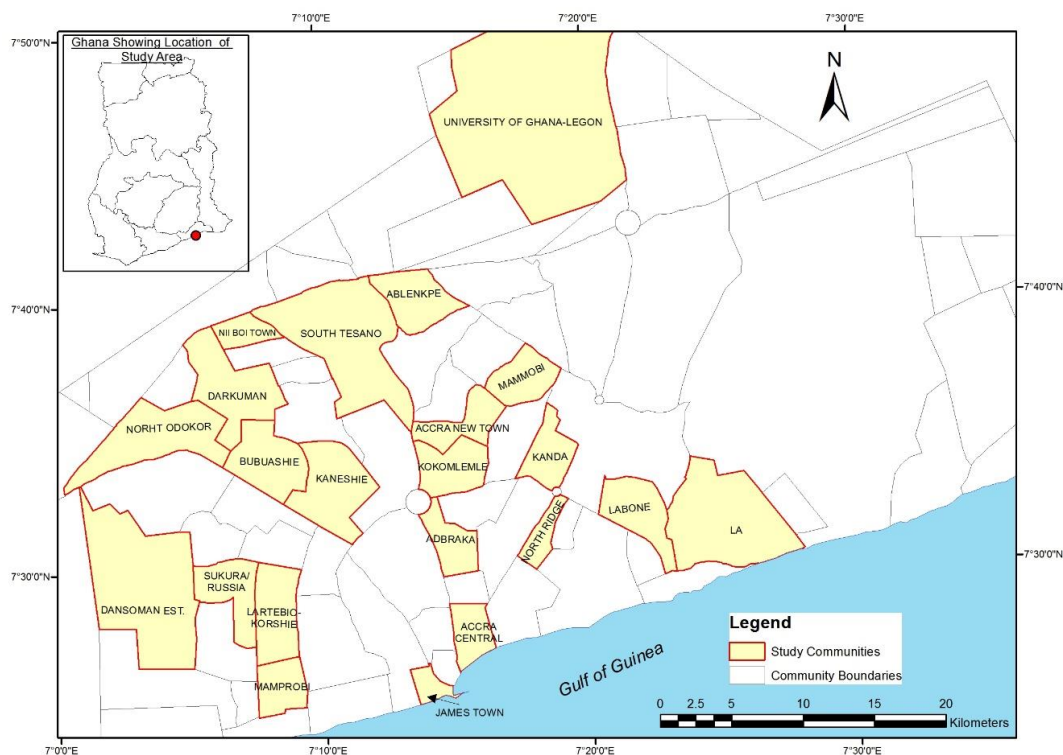 7°10'0"E
7°20'0"E
7°30'0"E
7°50'0"N
Ghana Showing Location of
Study Area
N
UNIVERSITY OF GHANA-LEGON
7°40'0"N
7°40'0"N
ABLENKPE
NII BOI TOWN
SOUTH TESANO
MAMMOBI
DARKUMAN
NORHT ODOKOR
ACCRA NEW TOWN
BUBUASHIE
KOKOMLEMLE
KANDA
KANESHIE
LABONE
NORTH RIDGE
LA
ADBRAKA
7°30'0"N
7°30'0"N
SUKURA/
RUSSIA
DANSOMAN EST.
LARTEBIO-
KORSHIE
ACCRA
CENTRAL
MAMPROBI
JAMES TOWN
Gulf of Guinea
Legend
Study Communities
Community Boundaries
0 2.5 5 10 15 20
Kilometers
7°0'0"E
7°10'0"E
7°20'0"E
7°30'0"E